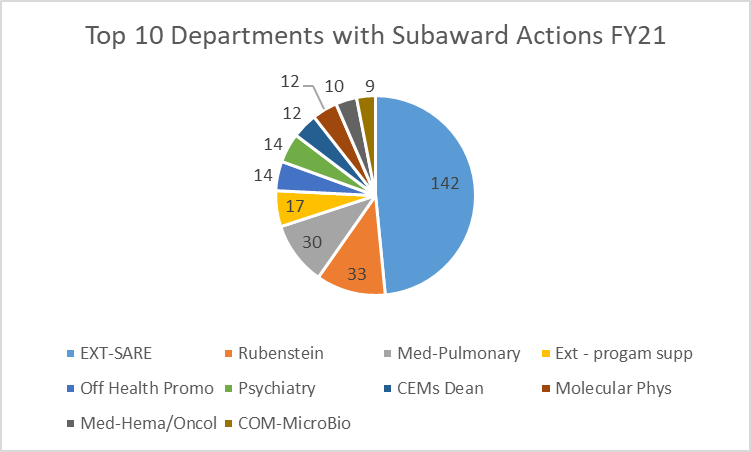 Top 10 Departments with Subaward Actions FY21
12
10
9
12
14
14
142
17
30
33
EXT-SARE
Rubenstein
Med-Pulmonary
Ext - progam supp
Off Health Promo
Psychiatry
CEMs Dean
Molecular Phys
Med-Hema/Oncol
COM-MicroBio